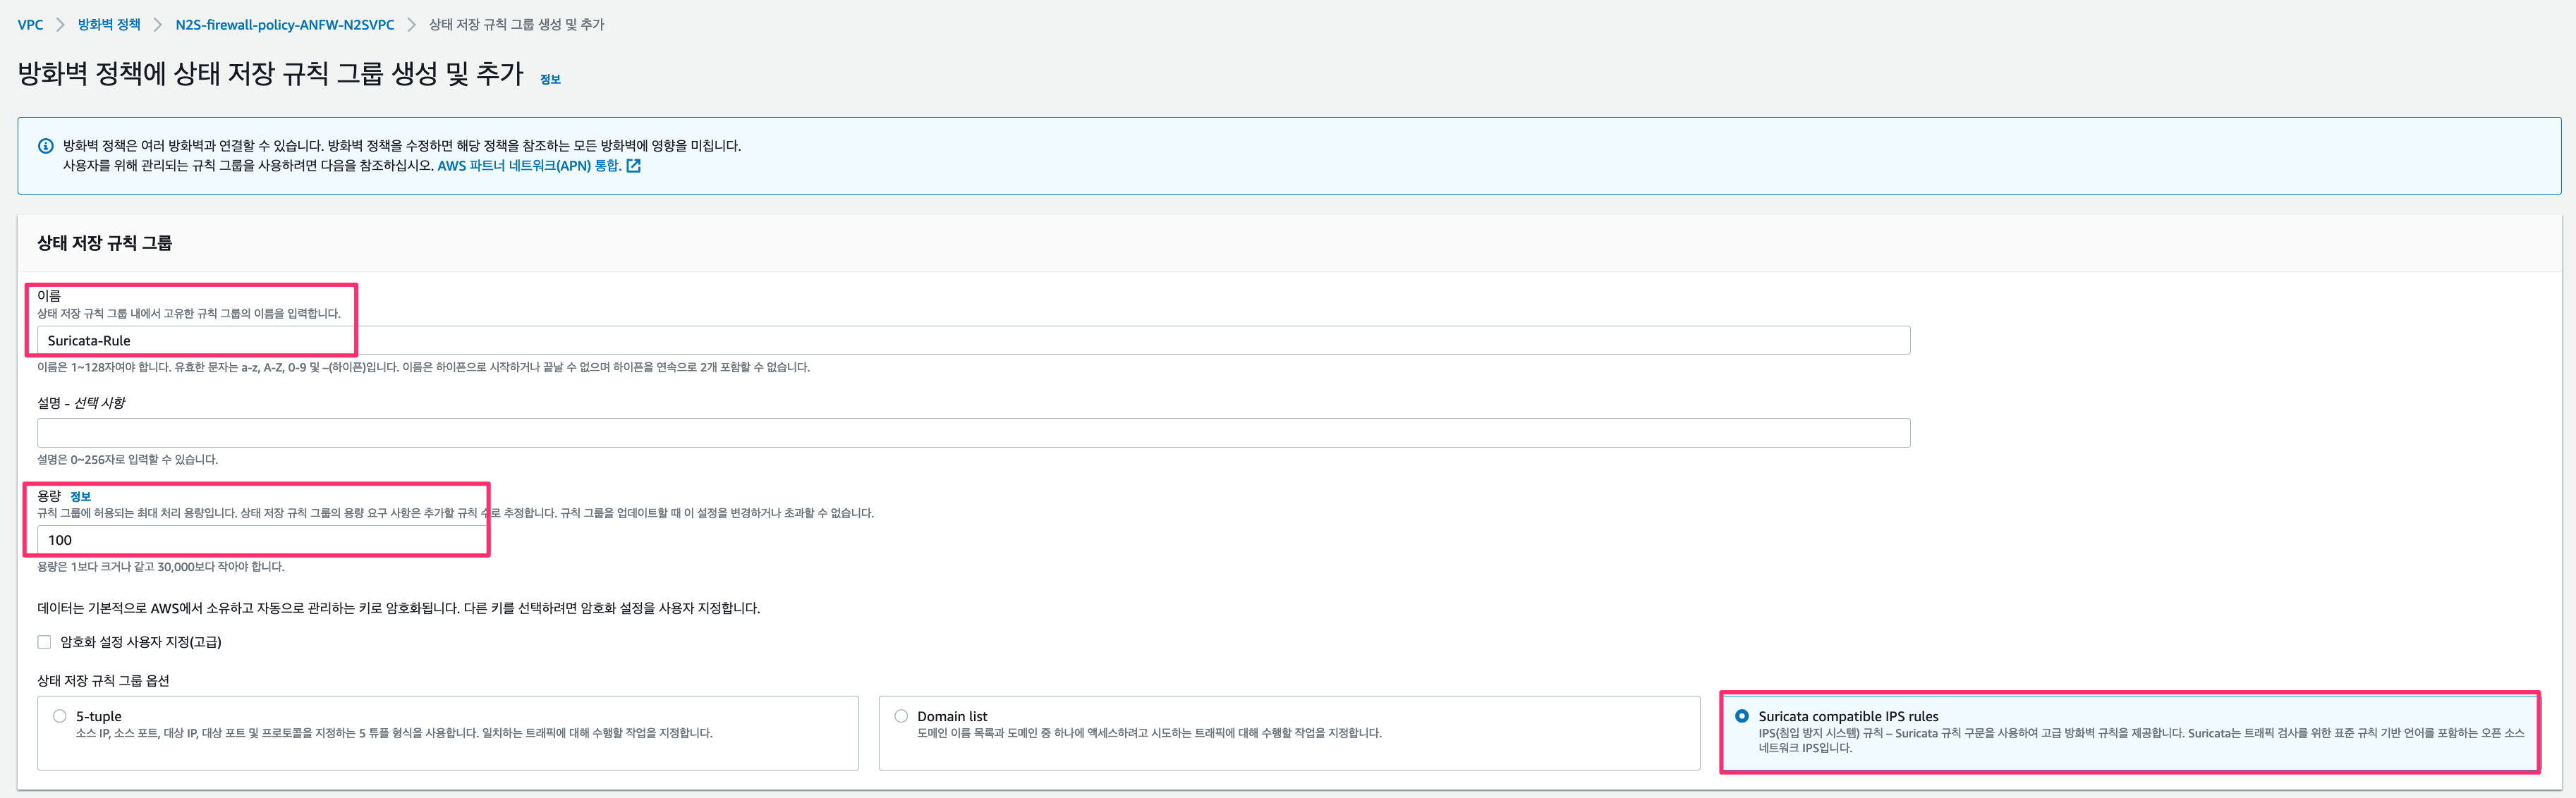 VPC > 방화벽 정책 > N2S-firewall-policy-ANFW-N2SVPC > 상태 저장 규칙 그룹 생성 및 추가
방화벽 정책에 상태 저장 규칙 그룹 생성 및 추가 정보
방화벽 정책은 여러 방화벽과 연결할 수 있습니다. 방화벽 정책을 수정하면 해당 정책을 참조하는 모든 방화벽에 영향을 미칩니다.
사용자를 위해 관리되는 규칙 그룹을 사용하려면 다음을 참조하십시오. AWS 파트너 네트워크(APN) 통합.
상태 저장 규칙 그룹
이름
상태 저장 규칙 그룹 내에서 고유한 규칙 그룹의 이름을 입력합니다.
Suricata-Rule
이름은 1~128자여야 합니다. 유효한 문자는 a-z, A-Z, 0-9 및 –(하이픈)입니다. 이름은 하이픈으로 시작하거나 끝날 수 없으며 하이픈을 연속으로 2개 포함할 수 없습니다.
설명 - 선택 사항
설명은 0~256자로 입력할 수 있습니다.
용량 정보
규칙 그룹에 허용되는 최대 처리 용량입니다. 상태 저장 규칙 그룹의 용량 요구 사항은 추가할 규칙 수로 추정합니다. 규칙 그룹을 업데이트할 때 이 설정을 변경하거나 초과할 수 없습니다.
100
용량은 1보다 크거나 같고 30,000보다 작아야 합니다.
데이터는 기본적으로 AWS에서 소유하고 자동으로 관리하는 키로 암호화됩니다. 다른 키를 선택하려면 암호화 설정을 사용자 지정합니다.
암호화 설정 사용자 지정(고급)
상태 저장 규칙 그룹 옵션
5-tuple
소스 IP, 소스 포트, 대상 IP, 대상 포트 및 프로토콜을 지정하는 5 튜플 형식을 사용합니다. 일치하는 트래픽에 대해 수행할 작업을 지정합니다.
Domain list
도메인 이름 목록과 도메인 중 하나에 액세스하려고 시도하는 트래픽에 대해 수행할 작업을 지정합니다.
Suricata compatible IPS rules
IPS(침입 방지 시스템) 규칙 – Suricata 규칙 구문을 사용하여 고급 방화벽 규칙을 제공합니다. Suricata는 트래픽 검사를 위한 표준 규칙 기반 언어를 포함하는 오픈 소스
네트워크 IPS입니다.